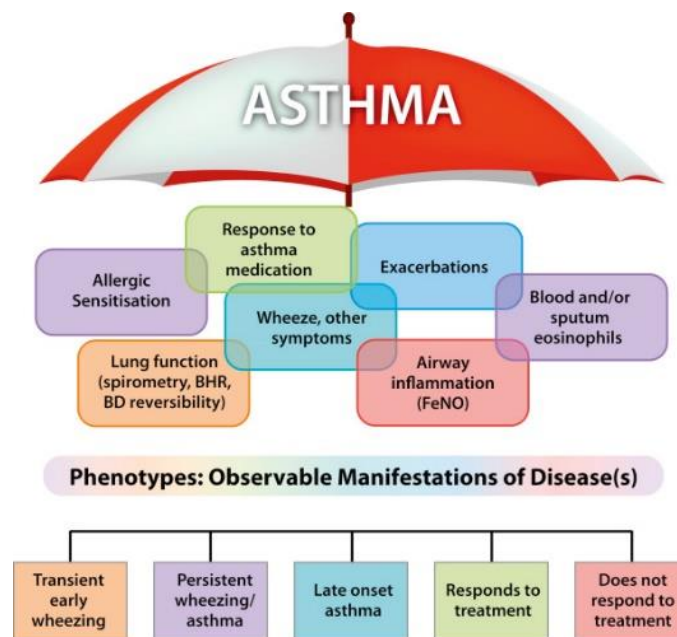 ASTHMA
Response to
asthma
medication
Exacerbations
Allergic
Sensitisation
Blood and/or
sputum
eosinophils
Wheeze, other
symptoms
Lung function
(spirometry, BHR,
BD reversibility)
Airway
inflammation
(FeNO)
Phenotypes: Observable Manifestations of Disease(s)
Transient
early
wheezing
Persistent
wheezing/
asthma
Late onset
asthma
Responds to
treatment
Does not
respond to
treatment